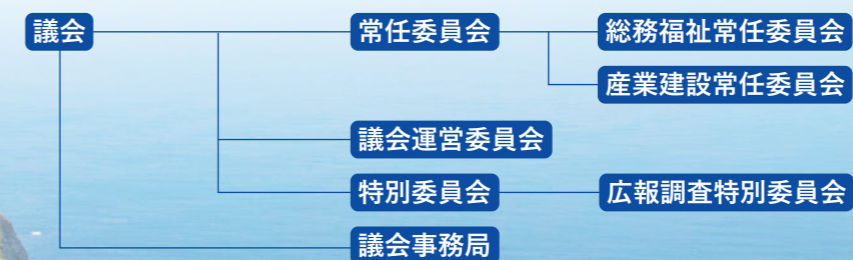 議会
常任委員会
総務福祉常任委員会
産業建設常任委員会
議会運営委員会
特別委員会
広報調査特別委員会
議会事務局